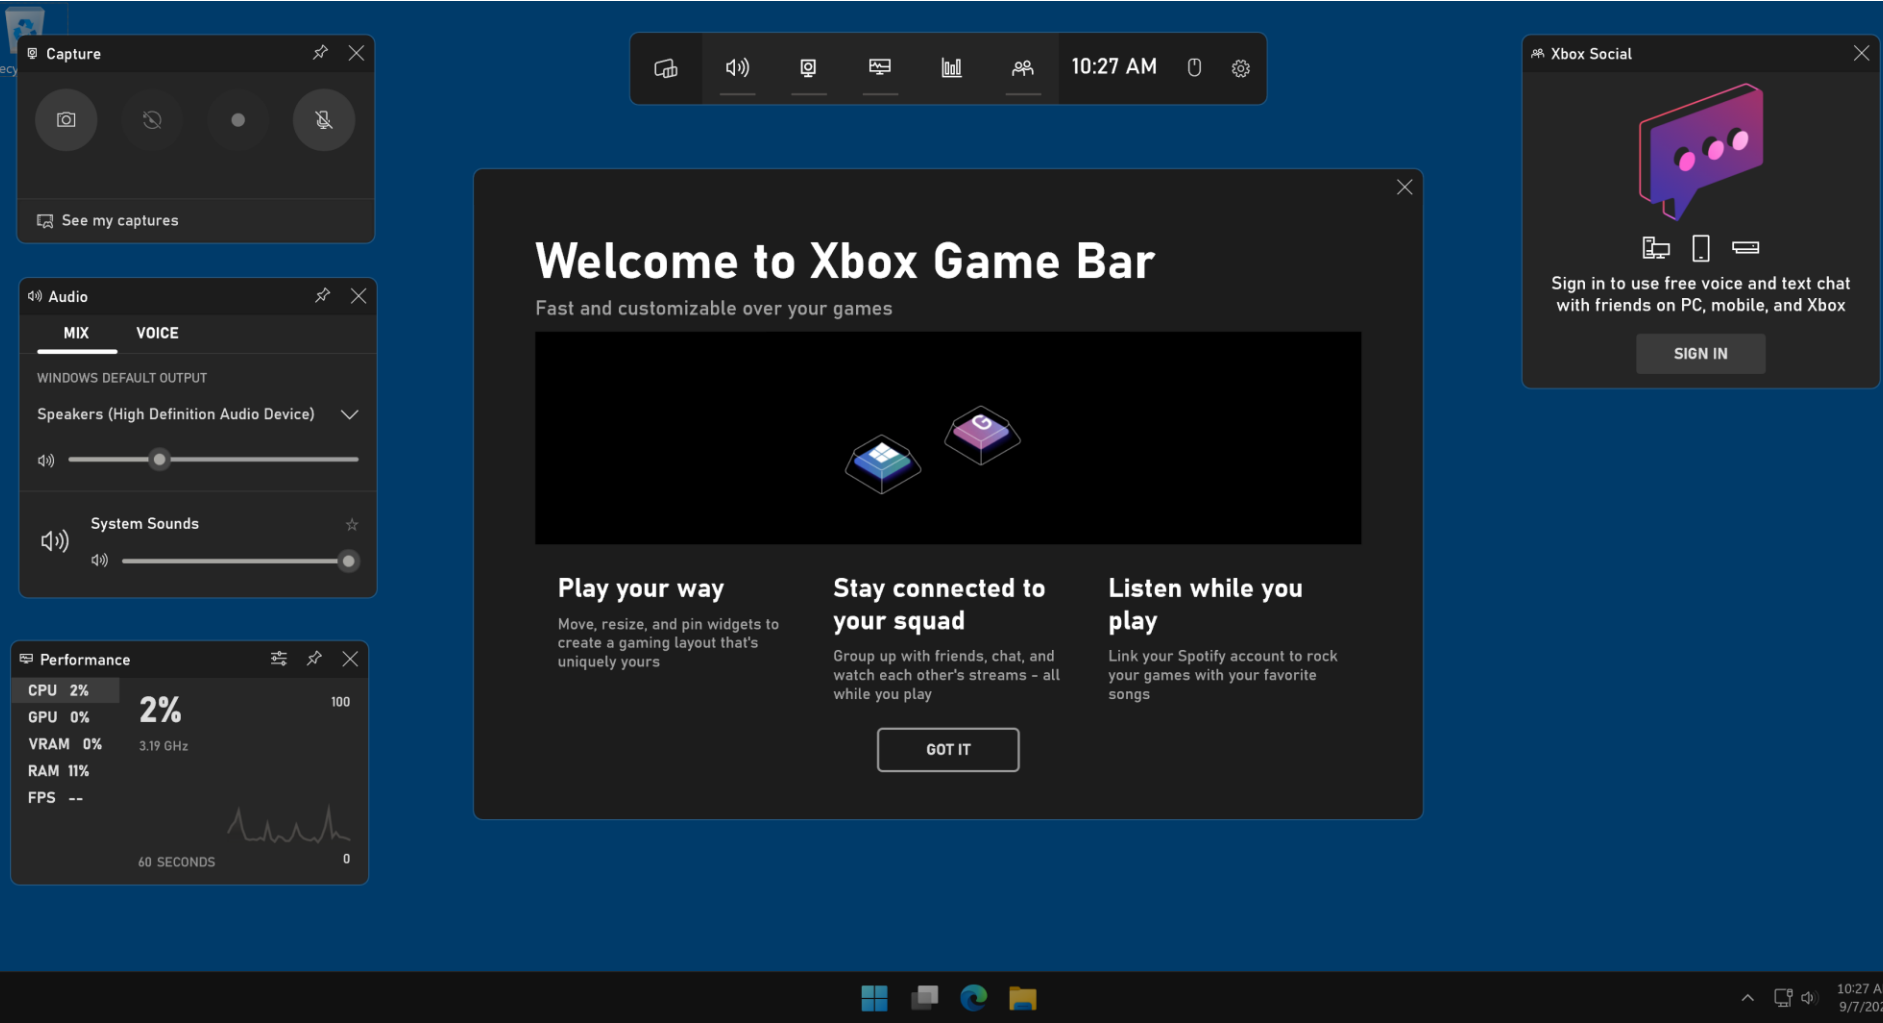 Capture
See my captures
Audio
MIX VOICE
WINDOWS DEFAULT OUTPUT
Speakers (High Definition Audio Device)
System Sounds
Performance
CPU 2%
GPU 0%
VRAM 0%
RAM 11%
FPS --
2%
3.19 GHz
100
60 SECONDS
0
10:27 AM
Welcome to Xbox Game Bar
Fast and customizable over your games
G
Play your way
Move, resize, and pin widgets to
create a gaming layout that's
uniquely yours
Stay connected to
your squad
Group up with friends, chat, and
watch each other's streams - all
while you play
Listen while you
play
Link your Spotify account to rock
your games with your favorite
songs
GOT IT
Xbox Social
Sign in to use free voice and text chat
with friends on PC, mobile, and Xbox
SIGN IN
10:27 A
9/7/202